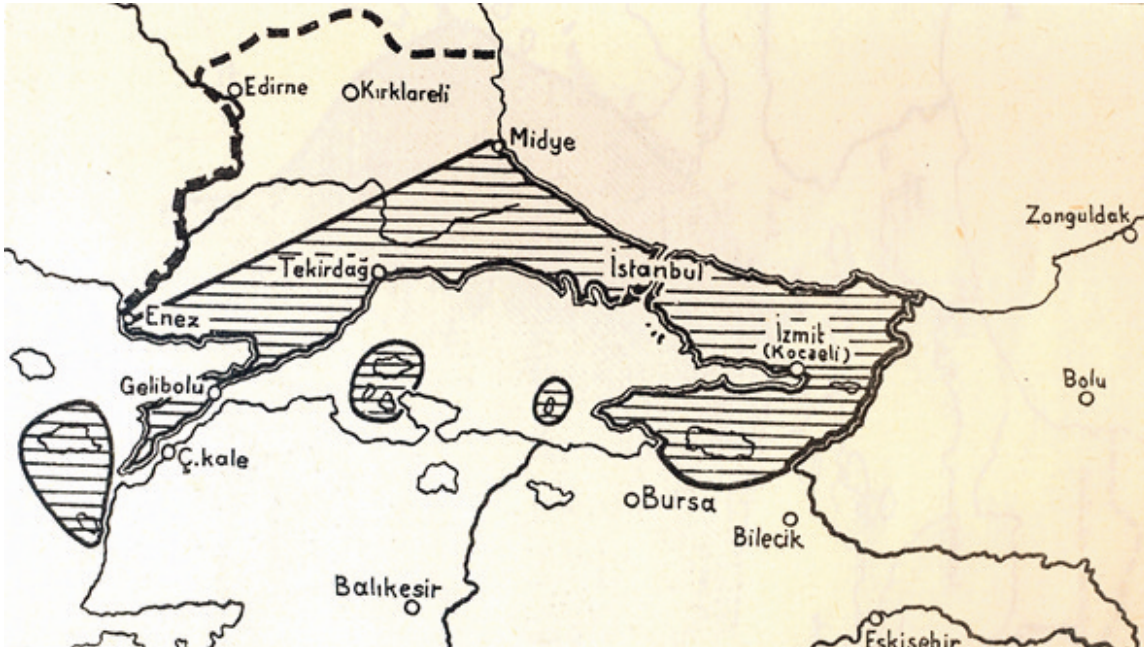 Edirne
Kırklareli
Midye
Zonguldak
Tekirdağ
İstanbul
Enez
İzmit
(Kocaeli)
Gelibolu
Bolu
Ç.kale
Bursa
Bilecik
Balıkesir
Eskişehir